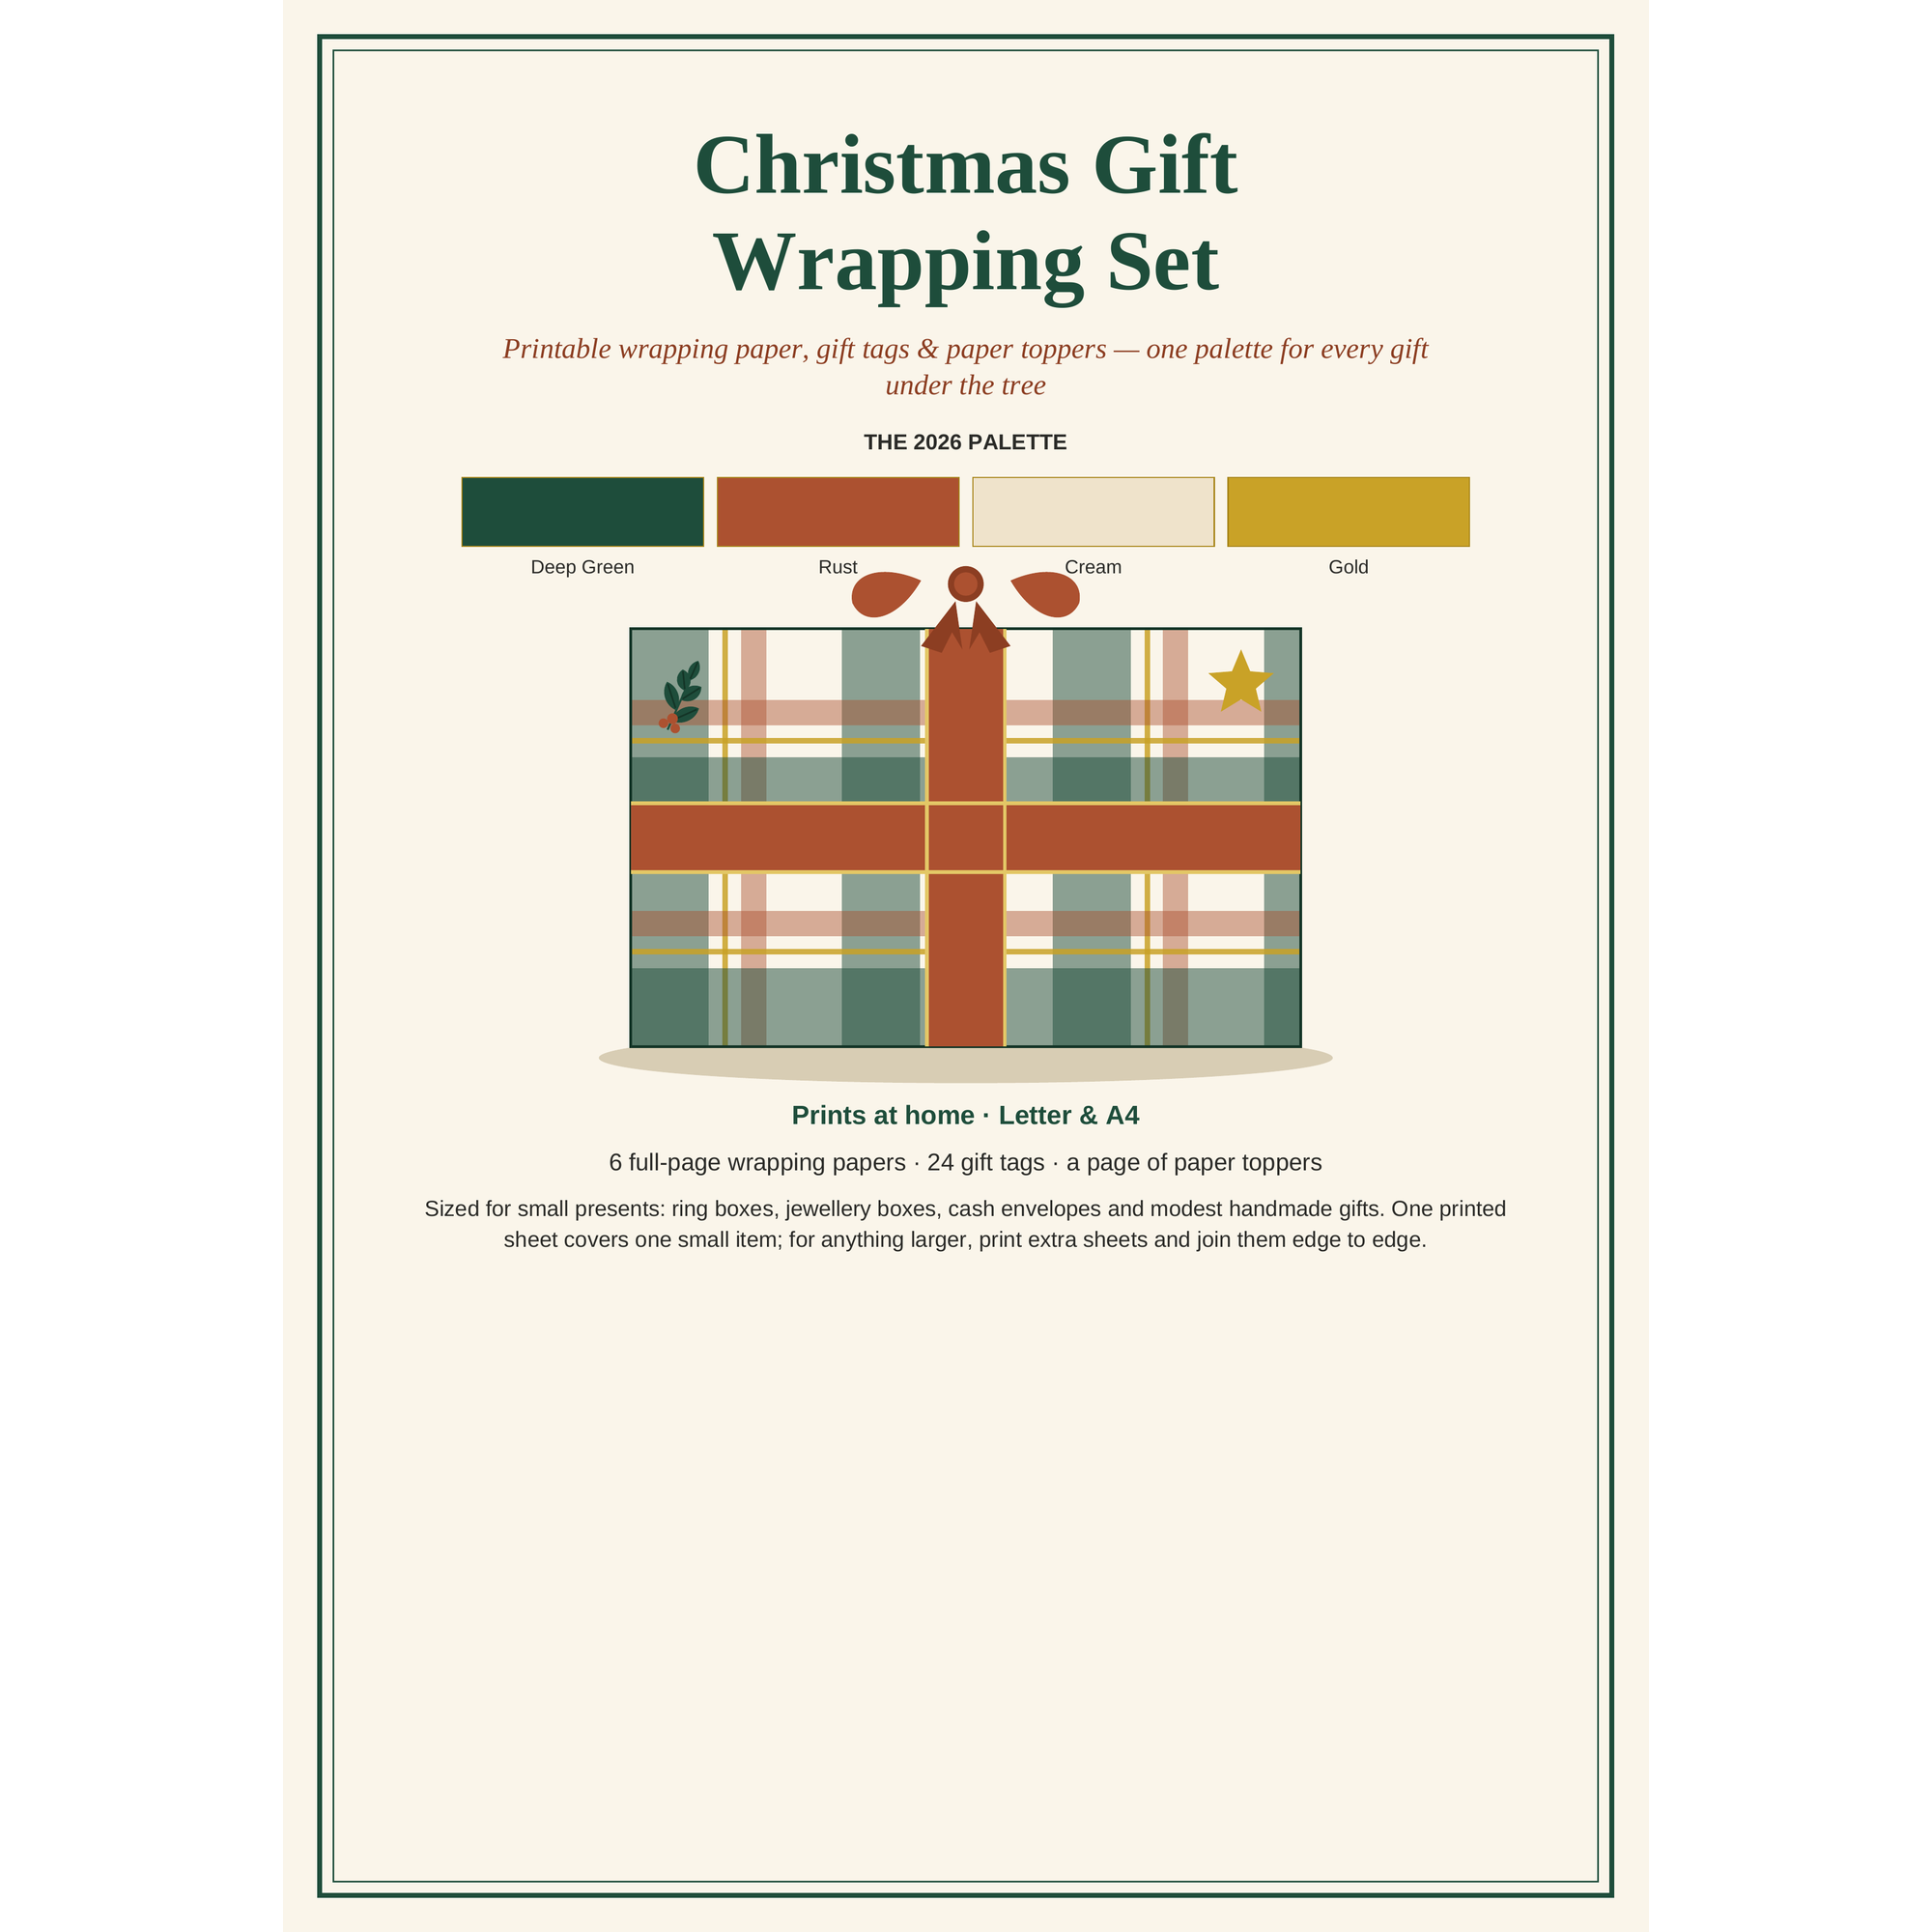 Christmas Gift
Wrapping Set
Printable wrapping paper, gift tags & paper toppers — one palette for every gift
under the tree
THE 2026 PALETTE
Deep Green
Rust
Cream
Gold
Prints at home · Letter & A4
6 full-page wrapping papers · 24 gift tags · a page of paper toppers
Sized for small presents: ring boxes, jewellery boxes, cash envelopes and modest handmade gifts. One printed
sheet covers one small item; for anything larger, print extra sheets and join them edge to edge.